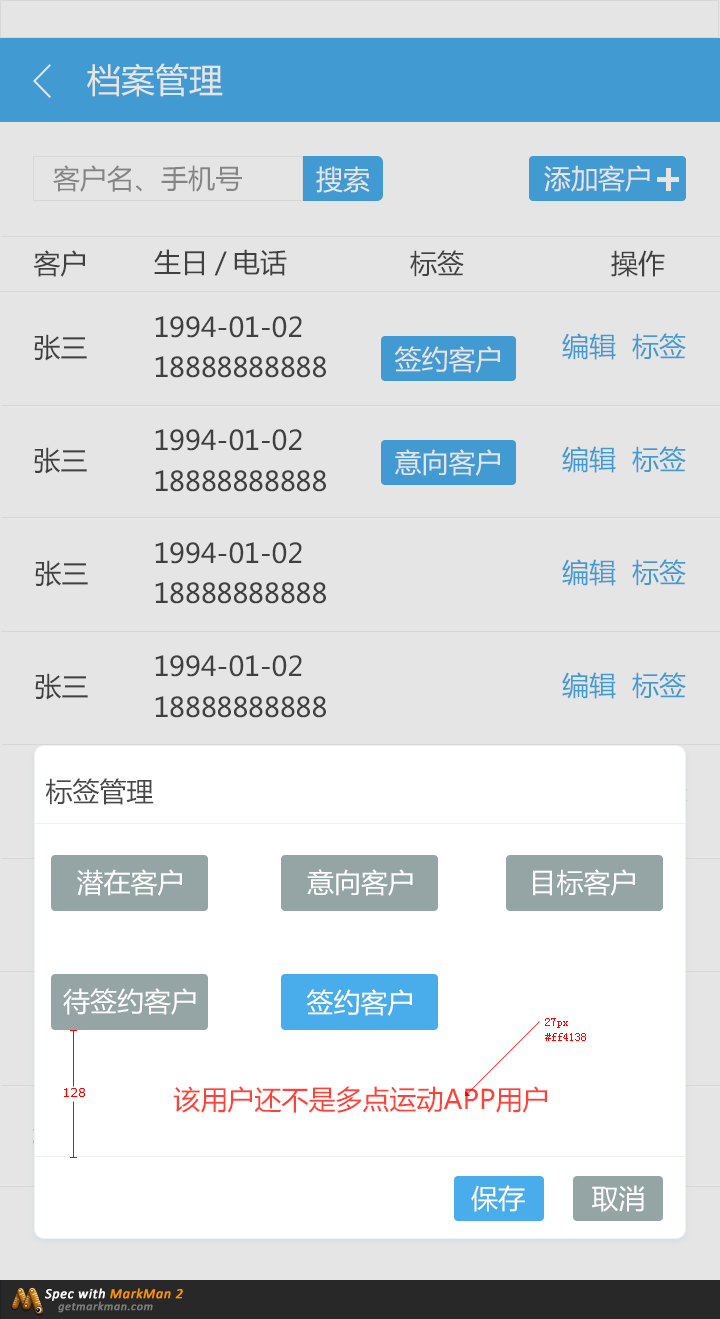 档案管理
客户名、手机号 搜索 添加客户
客户 生日 / 电话 标签 操作
1994-01-02
张三 签约客户 编辑 标签
18888888888
1994-01-02
张三 意向客户 编辑 标签
18888888888
1994-01-02
张三 编辑 标签
18888888888
1994-01-02
张三 编辑 标签
18888888888
标签管理
潜在客户 意向客户 目标客户
待签约客户 签约客户
27px
#ff4138
128
该用户还不是多点运动APP用户
保存 取消
Spec with MarkMan 2
getmarkman.com